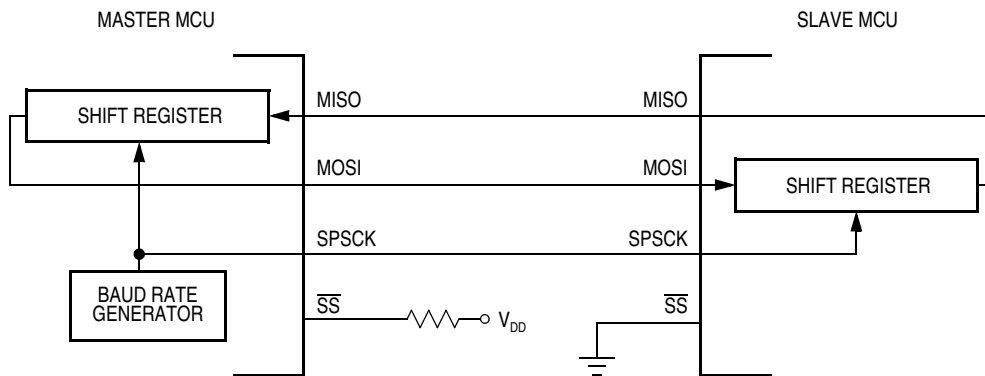 MASTER MCU
SLAVE MCU
SHIFT REGISTER
MISO
MISO
MOSI
MOSI
SHIFT REGISTER
SPSCK
SPSCK
BAUD RATE
GENERATOR
SS
VDD
SS